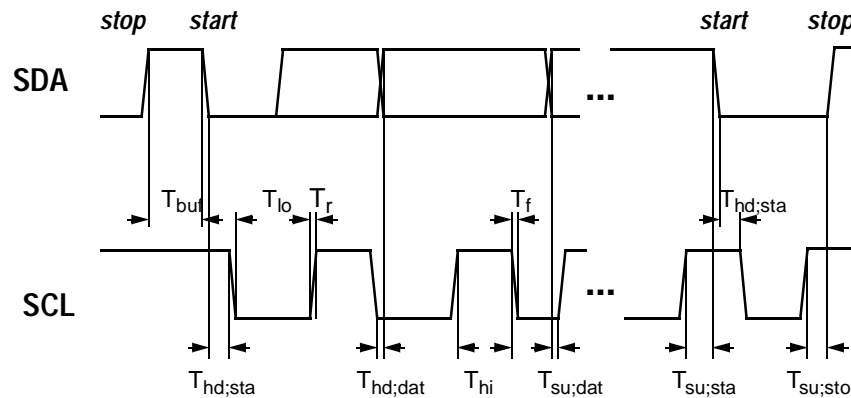 stop start start stop
SDA
...
T_buf T_lo T_r T_f T_hd;sta
SCL
...
T_hd;sta T_hd;dat T_hi T_su;dat T_su;sta T_su;sto